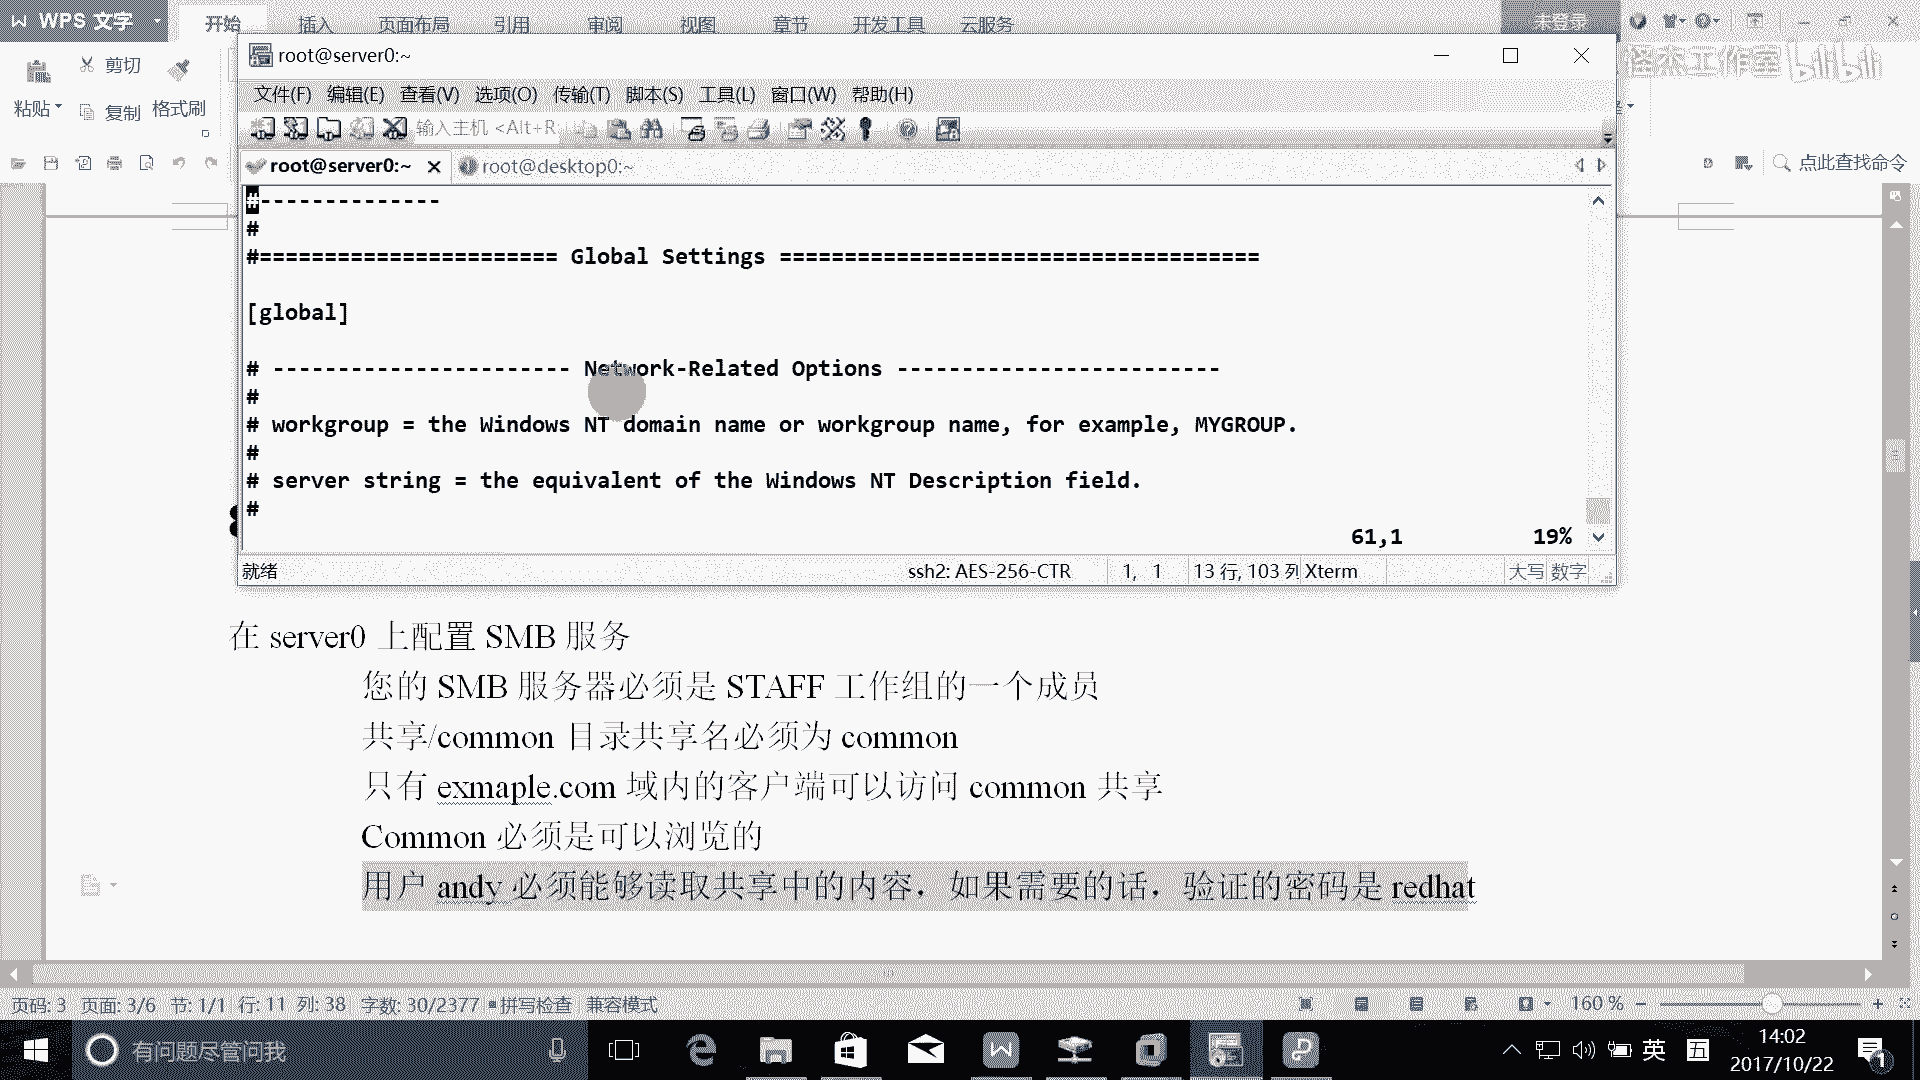 WPS 文字
开始 插入 页面布局 引用 审阅 视图 章节 开发工具 云服务
未登录
剪切
粘贴 复制 格式刷
怪杰工作室 bilibili
root@server0:~
文件(F) 编辑(E) 查看(V) 选项(O) 传输(T) 脚本(S) 工具(L) 窗口(W) 帮助(H)
输入主机 <Alt+R
root@server0:~ root@desktop0:~
点此查找命令
#--------------
#
#======================= Global Settings =====================================
[global]
# ----------------------- Network-Related Options -------------------------
#
# workgroup = the Windows NT domain name or workgroup name, for example, MYGROUP.
#
# server string = the equivalent of the Windows NT Description field.
#
61,1 19%
就绪 ssh2: AES-256-CTR 1, 1 13 行, 103 列 Xterm 大写 数字
在 server0 上配置 SMB 服务
您的 SMB 服务器必须是 STAFF 工作组的一个成员
共享/common 目录共享名必须为 common
只有 exmaple.com 域内的客户端可以访问 common 共享
Common 必须是可以浏览的
用户 andy 必须能够读取共享中的内容，如果需要的话，验证的密码是 redhat
页码: 3 页面: 3/6 节: 1/1 行: 11 列: 38 字数: 30/2377 拼写检查 兼容模式
160 %
有问题尽管问我
英 五
14:02
2017/10/22
1